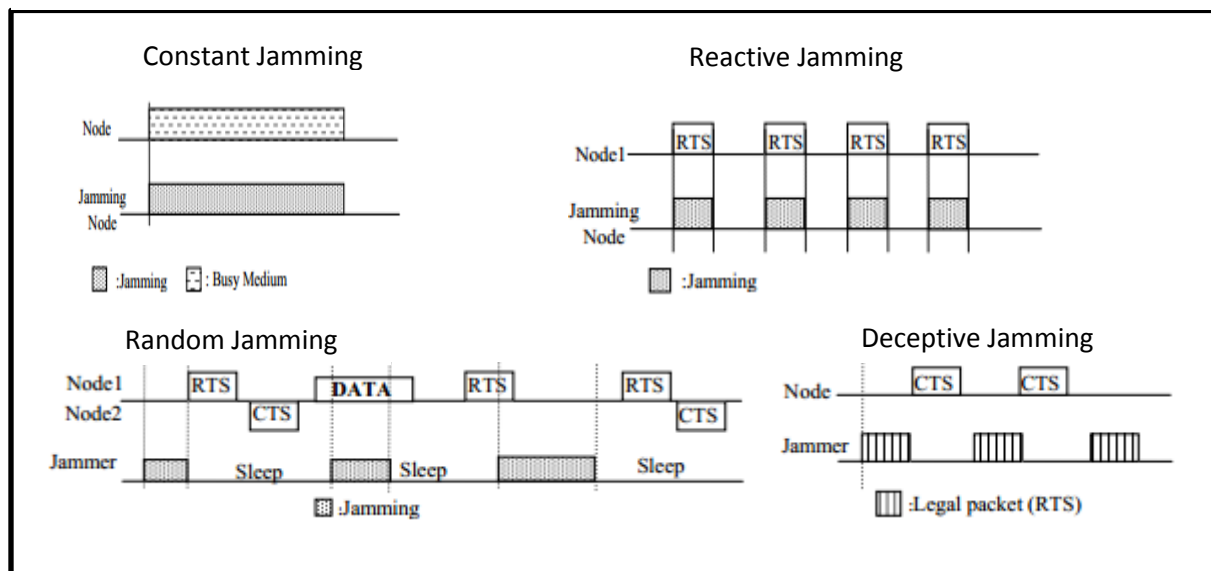 Constant Jamming
Node
Jamming
Node
:Jamming : Busy Medium
Reactive Jamming
RTS RTS RTS RTS
Node1
Jamming
Node
:Jamming
Random Jamming
Node1 RTS DATA RTS RTS
Node2 CTS CTS
Jammer Sleep Sleep Sleep
:Jamming
Deceptive Jamming
CTS CTS
Node
Jammer
:Legal packet (RTS)